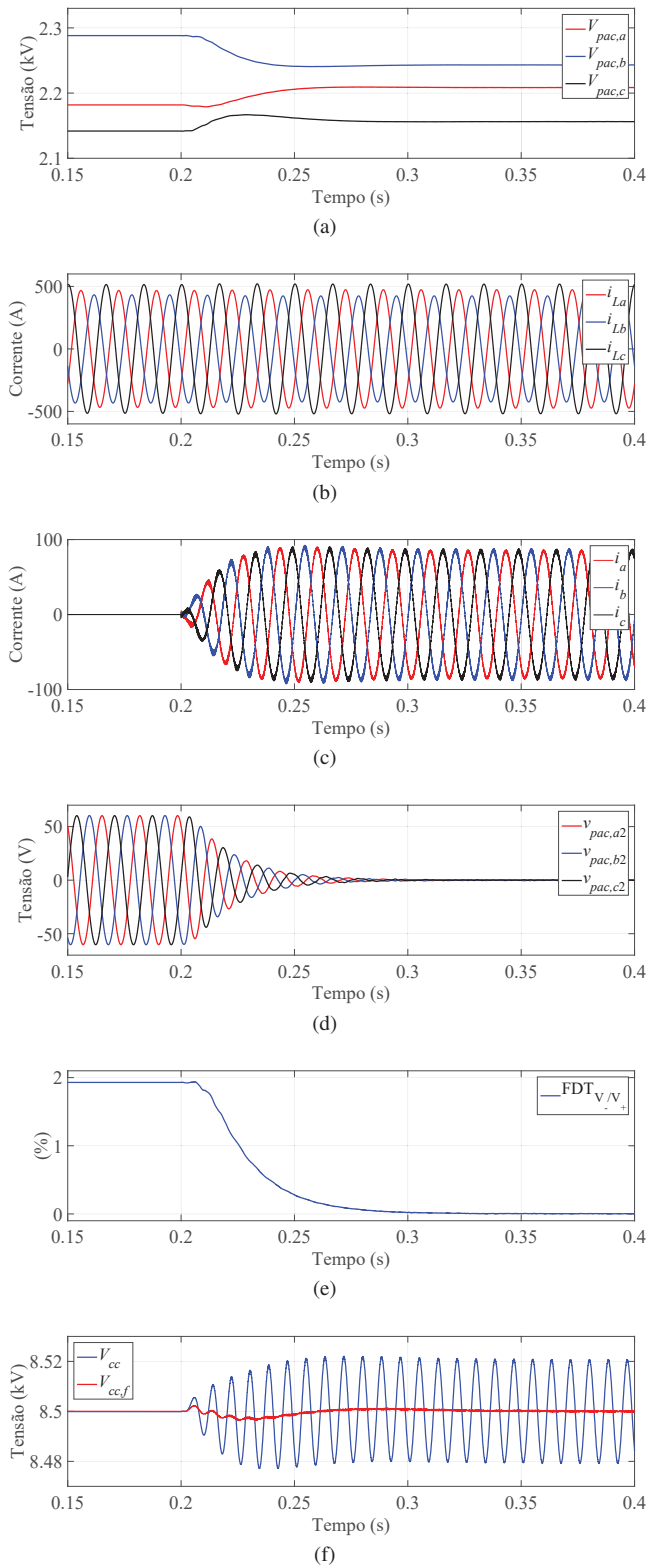 2.3
2.2
2.1
Tensão (kV)
V_pac,a
V_pac,b
V_pac,c
0.15 0.2 0.25 0.3 0.35 0.4
Tempo (s)
(a)
500
0
-500
Corrente (A)
i_La
i_Lb
i_Lc
0.15 0.2 0.25 0.3 0.35 0.4
Tempo (s)
(b)
100
0
-100
Corrente (A)
i_a
i_b
i_c
0.15 0.2 0.25 0.3 0.35 0.4
Tempo (s)
(c)
50
0
-50
Tensão (V)
v_pac,a2
v_pac,b2
v_pac,c2
0.15 0.2 0.25 0.3 0.35 0.4
Tempo (s)
(d)
2
1
0
(%)
FDT_V_-/V_+
0.15 0.2 0.25 0.3 0.35 0.4
Tempo (s)
(e)
8.52
8.5
8.48
Tensão (kV)
V_cc
V_cc,f
0.15 0.2 0.25 0.3 0.35 0.4
Tempo (s)
(f)